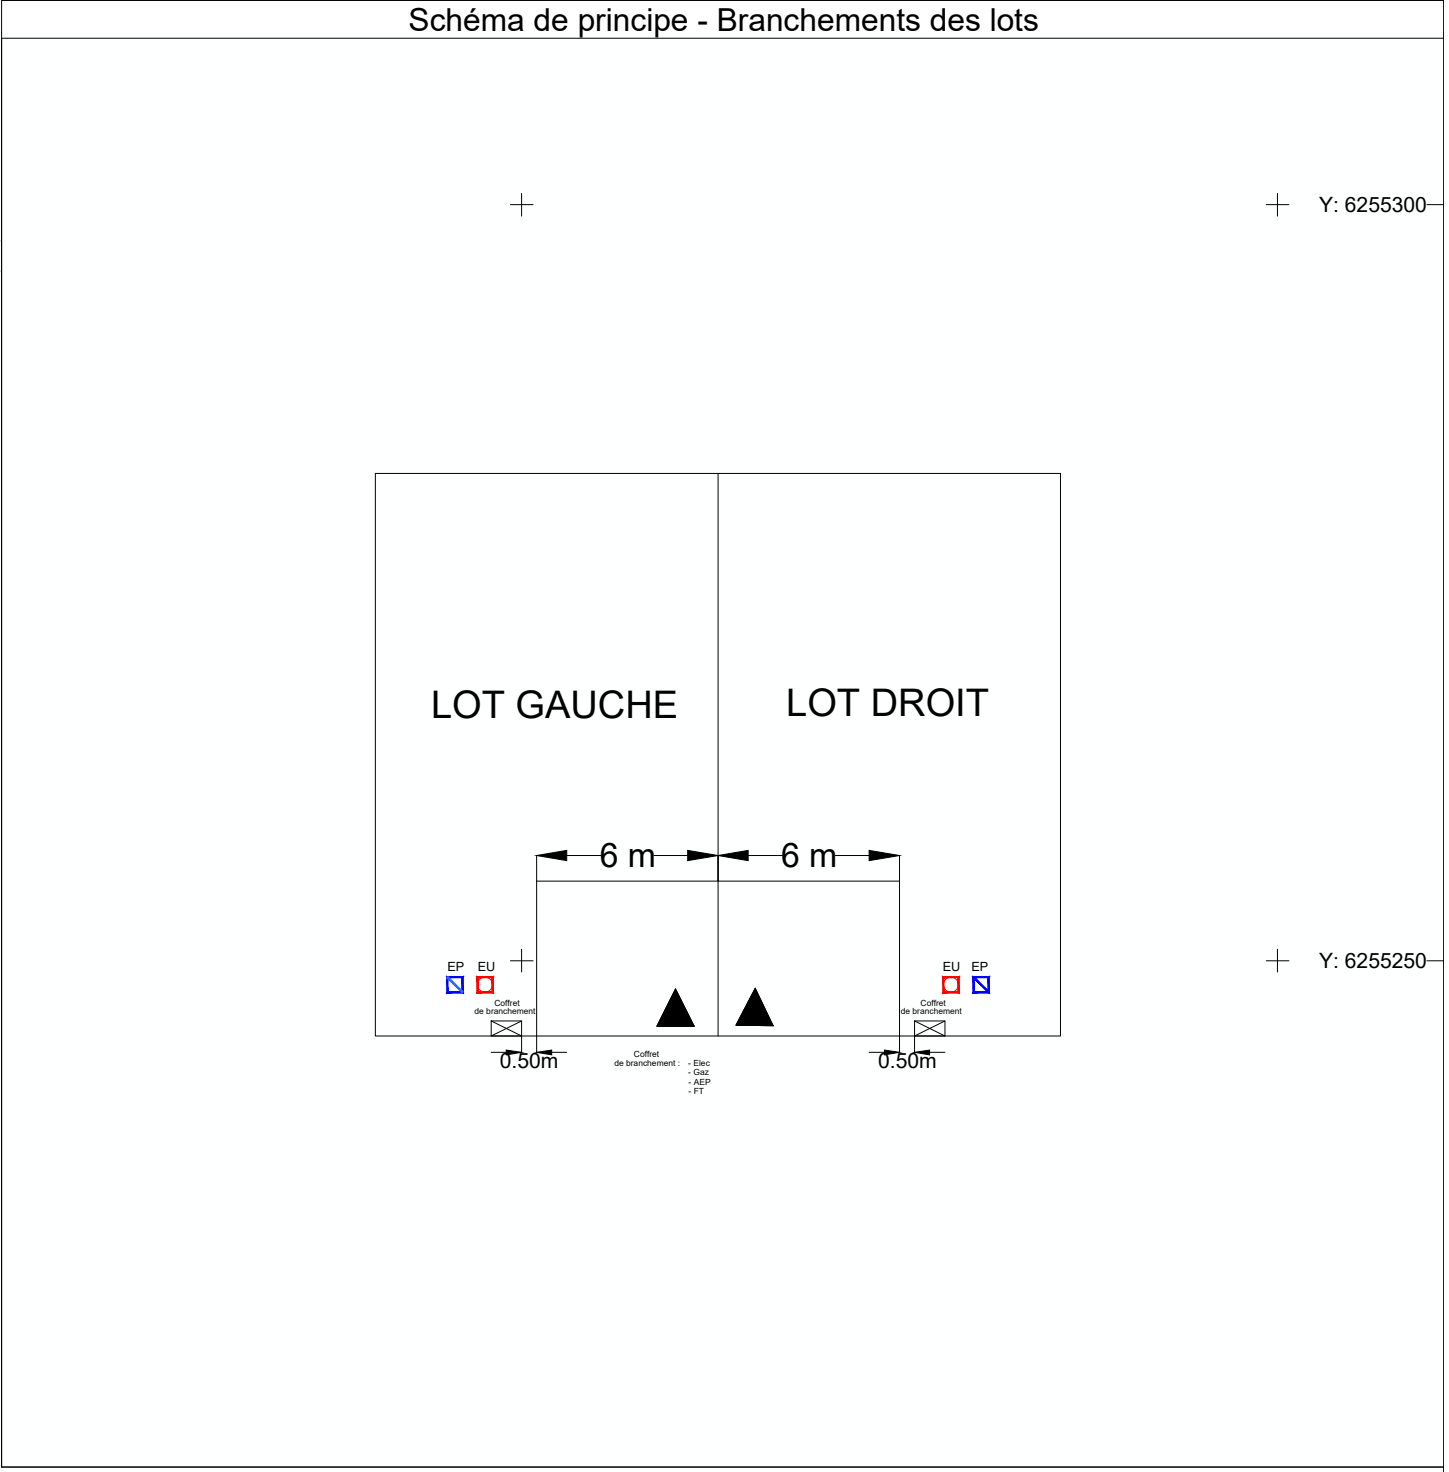 Schéma de principe - Branchements des lots
Y: 6255300
LOT GAUCHE
LOT DROIT
6 m
6 m
Y: 6255250
EP
EU
EU
EP
Coffret
de branchement
Coffret
de branchement
0.50m
0.50m
Coffret
de branchement :
- Elec
- Gaz
- AEP
- FT